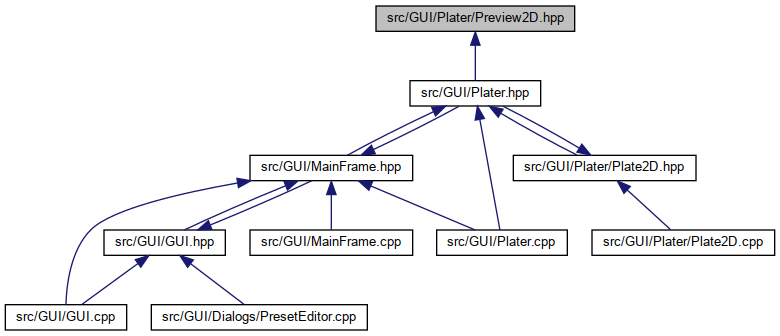 src/GUI/Plater/Preview2D.hpp
src/GUI/Plater.hpp
src/GUI/MainFrame.hpp
src/GUI/Plater/Plate2D.hpp
src/GUI/GUI.hpp
src/GUI/MainFrame.cpp
src/GUI/Plater.cpp
src/GUI/Plater/Plate2D.cpp
src/GUI/GUI.cpp
src/GUI/Dialogs/PresetEditor.cpp